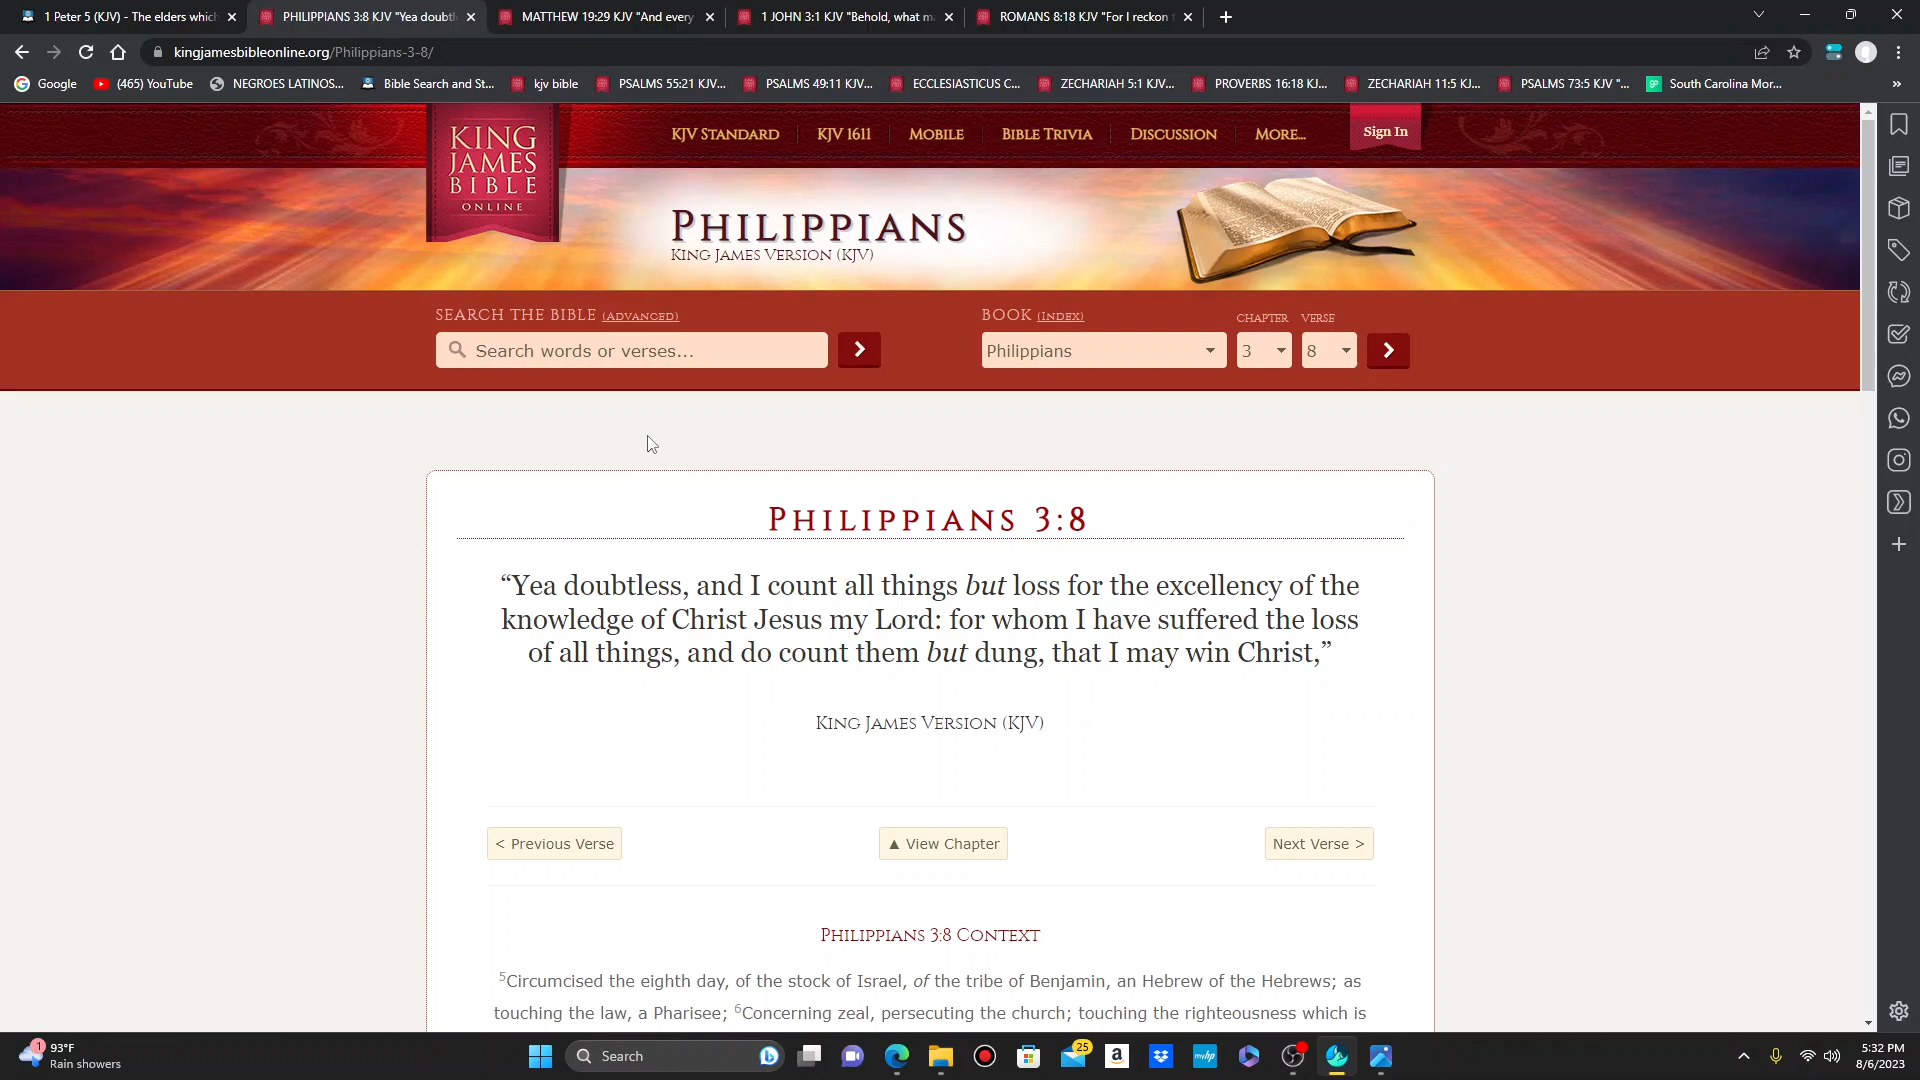 1 Peter 5 (KJV) - The elders which
PHILIPPIANS 3:8 KJV "Yea doubtl
MATTHEW 19:29 KJV "And every
1 JOHN 3:1 KJV "Behold, what ma
ROMANS 8:18 KJV "For I reckon t
kingjamesbibleonline.org/Philippians-3-8/
Google
(465) YouTube
NEGROES LATINOS...
Bible Search and St...
kjv bible
PSALMS 55:21 KJV...
PSALMS 49:11 KJV...
ECCLESIASTICUS C...
ZECHARIAH 5:1 KJV...
PROVERBS 16:18 KJ...
ZECHARIAH 11:5 KJ...
PSALMS 73:5 KJV "...
South Carolina Mor...
»
KING
JAMES
BIBLE
ONLINE
KJV STANDARD
KJV 1611
MOBILE
BIBLE TRIVIA
DISCUSSION
MORE...
Sign In
PHILIPPIANS
KING JAMES VERSION (KJV)
SEARCH THE BIBLE (ADVANCED)
BOOK (INDEX)
CHAPTER
VERSE
Search words or verses...
Philippians
3
8
PHILIPPIANS 3:8
“Yea doubtless, and I count all things but loss for the excellency of the
knowledge of Christ Jesus my Lord: for whom I have suffered the loss
of all things, and do count them but dung, that I may win Christ,”
KING JAMES VERSION (KJV)
< Previous Verse
▲ View Chapter
Next Verse >
PHILIPPIANS 3:8 CONTEXT
5Circumcised the eighth day, of the stock of Israel, of the tribe of Benjamin, an Hebrew of the Hebrews; as
touching the law, a Pharisee; 6Concerning zeal, persecuting the church; touching the righteousness which is
1
93°F
Rain showers
Search
25
a
myhp
5:32 PM
8/6/2023